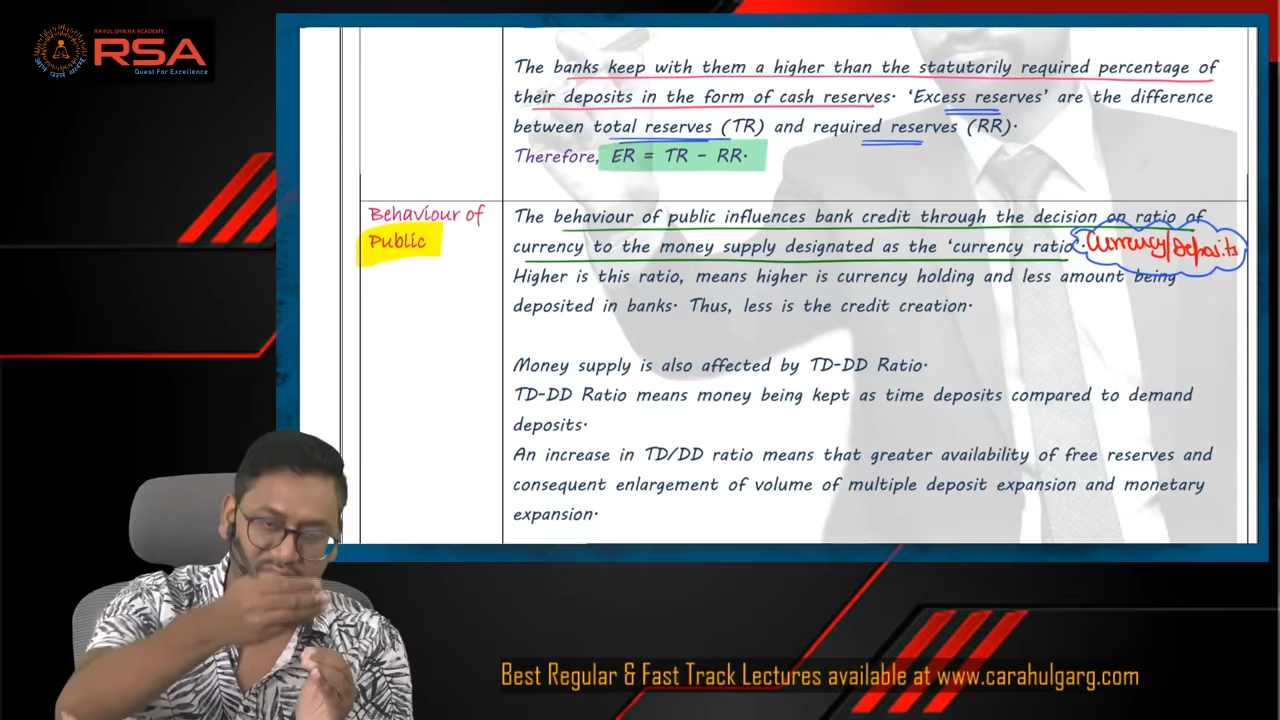 RAHUL SHIKHA ACADEMY
RSA
Quest For Excellence
The banks keep with them a higher than the statutorily required percentage of
their deposits in the form of cash reserves. ‘Excess reserves’ are the difference
between total reserves (TR) and required reserves (RR).
Therefore, ER = TR – RR.
Behaviour of
Public
The behaviour of public influences bank credit through the decision on ratio of
currency to the money supply designated as the ‘currency ratio’.
Currency/Deposits
Higher is this ratio, means higher is currency holding and less amount being
deposited in banks. Thus, less is the credit creation.
Money supply is also affected by TD-DD Ratio.
TD-DD Ratio means money being kept as time deposits compared to demand
deposits.
An increase in TD/DD ratio means that greater availability of free reserves and
consequent enlargement of volume of multiple deposit expansion and monetary
expansion.
Best Regular & Fast Track Lectures available at www.carahulgarg.com